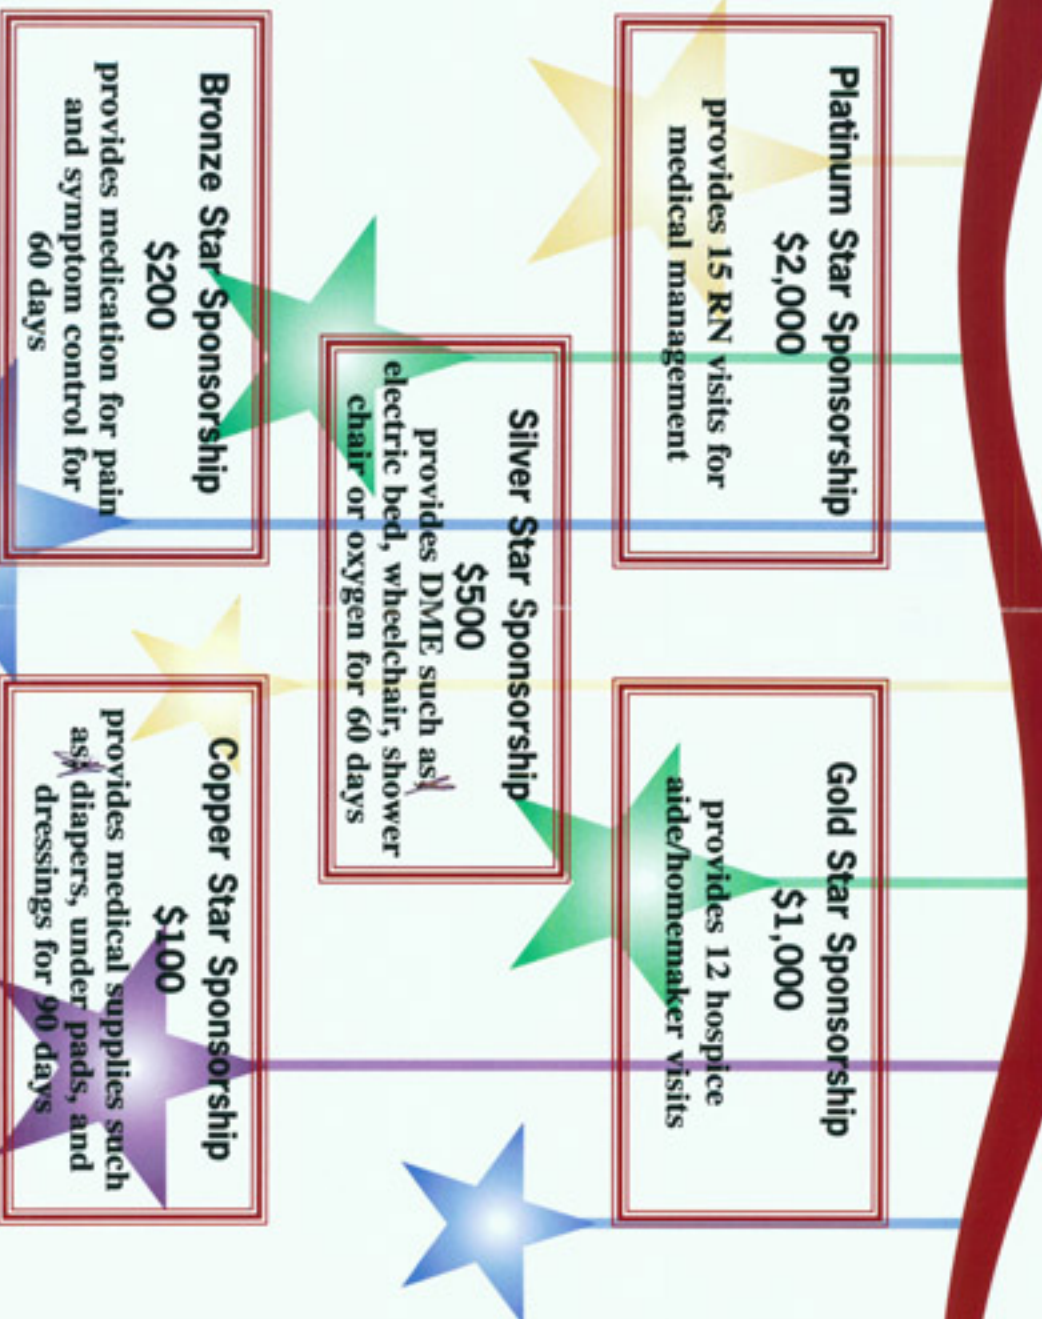 Platinum Star Sponsorship
$2,000
provides 15 RN visits for
medical management
Gold Star Sponsorship
$1,000
provides 12 hospice
aide/homemaker visits
Silver Star Sponsorship
$500
provides DME such as
electric bed, wheelchair, shower
chair or oxygen for 60 days
Bronze Star Sponsorship
$200
provides medication for pain
and symptom control for
60 days
Copper Star Sponsorship
$100
provides medical supplies such
as diapers, under pads, and
dressings for 90 days